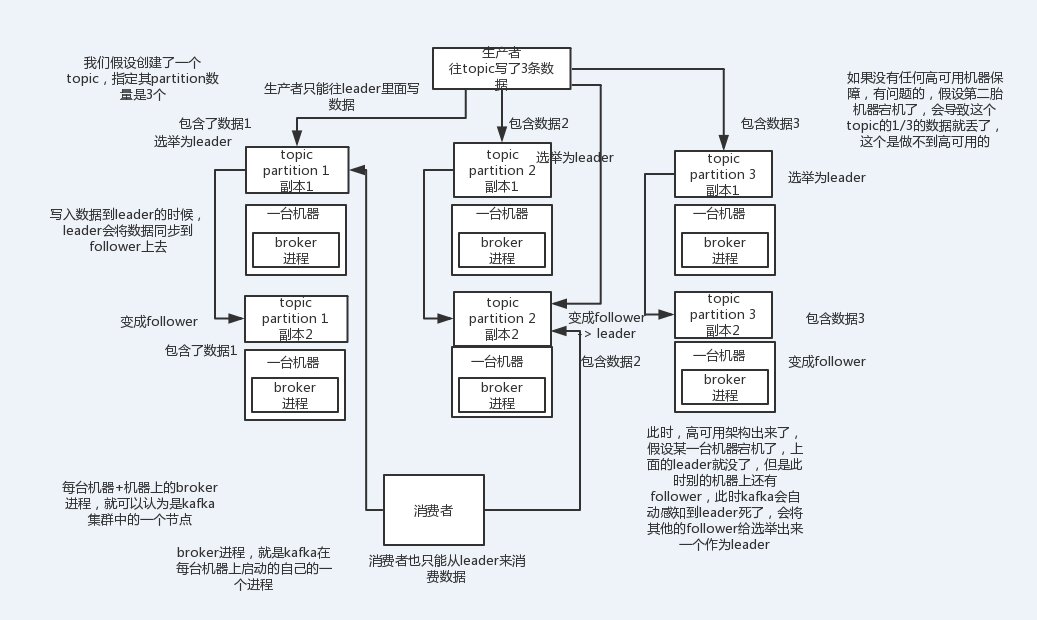 生产者
往topic写了3条数
据
我们假设创建了一个
topic，指定其partition数
量是3个
生产者只能往leader里面写
数据
如果没有任何高可用机器保
障，有问题的，假设第二胎
机器宕机了，会导致这个
topic的1/3的数据就丢了，
这个是做不到高可用的
包含了数据1
选举为leader
包含数据2
选举为leader
包含数据3
选举为leader
topic
partition 1
副本1
topic
partition 2
副本1
topic
partition 3
副本1
写入数据到leader的时候，
leader会将数据同步到
follower上去
一台机器
broker
进程
一台机器
broker
进程
一台机器
broker
进程
变成follower
包含了数据1
topic
partition 1
副本2
topic
partition 2
副本2
变成follower
-> leader
包含数据2
topic
partition 3
副本2
包含数据3
变成follower
一台机器
broker
进程
一台机器
broker
进程
一台机器
broker
进程
此时，高可用架构出来了，
假设某一台机器宕机了，上
面的leader就没了，但是此
时别的机器上还有
follower，此时kafka会自
动感知到leader死了，会将
其他的follower给选举出来
一个作为leader
每台机器+机器上的broker
进程，就可以认为是kafka
集群中的一个节点
消费者
broker进程，就是kafka在
每台机器上启动的自己的一
个进程
消费者也只能从leader来消
费数据